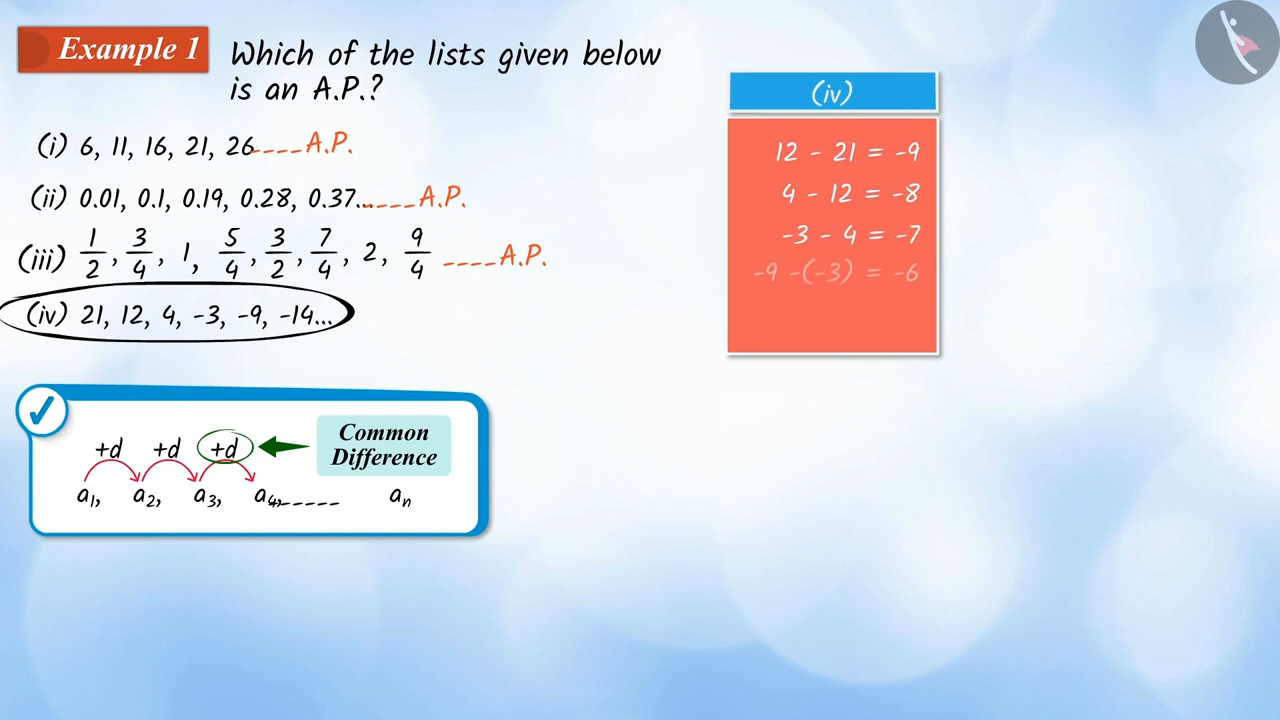 Example 1
Which of the lists given below
is an A.P.?
(i) 6, 11, 16, 21, 26----A.P.
(ii) 0.01, 0.1, 0.19, 0.28, 0.37...----A.P.
(iii) 1/2, 3/4, 1, 5/4, 3/2, 7/4, 2, 9/4 ----A.P.
(iv) 21, 12, 4, -3, -9, -14...
(iv)
12 - 21 = -9
4 - 12 = -8
-3 - 4 = -7
-9 -(-3) = -6
+d +d +d
Common
Difference
a1, a2, a3, a4,----- an